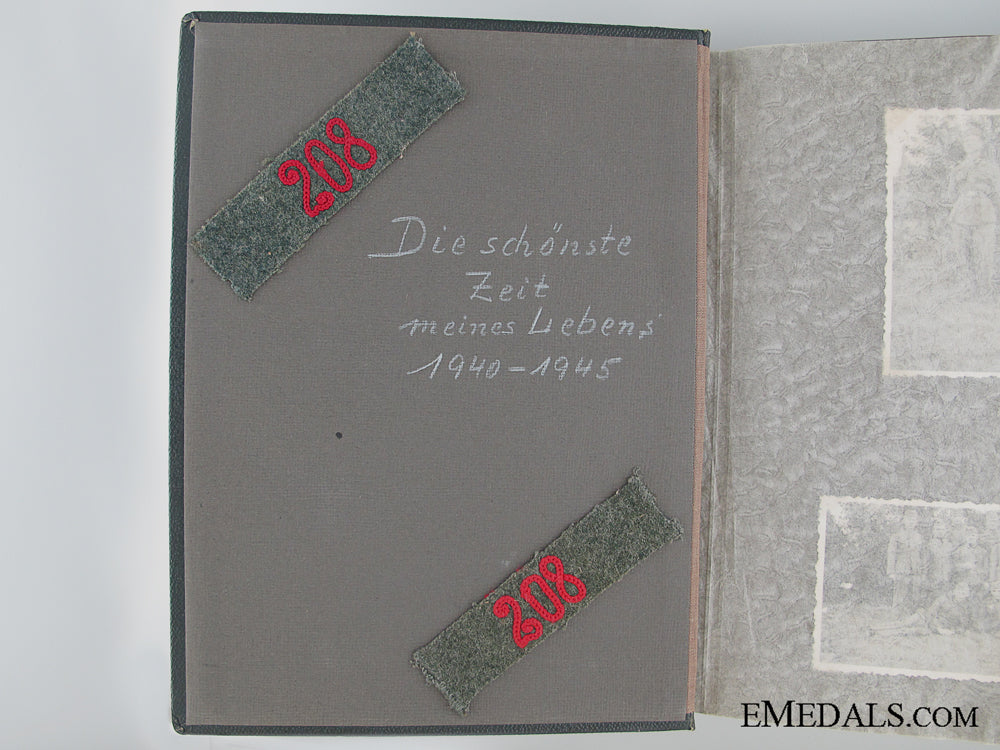 208
Die schönste
Zeit
meines Lebens
1940-1945
208
EMEDALS.COM